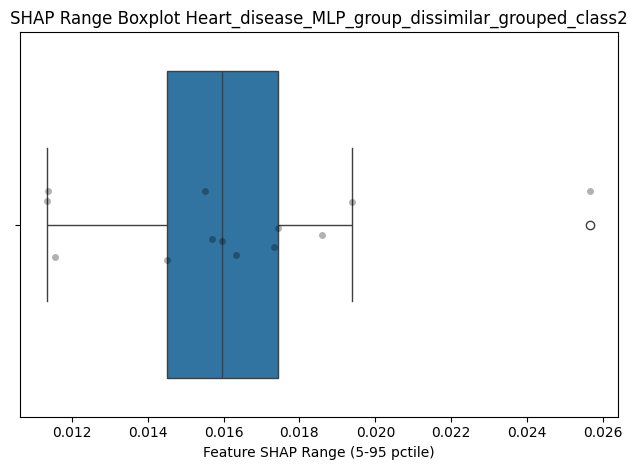 SHAP Range Boxplot Heart_disease_MLP_group_dissimilar_grouped_class2
0.012 0.014 0.016 0.018 0.020 0.022 0.024 0.026
Feature SHAP Range (5-95 pctile)